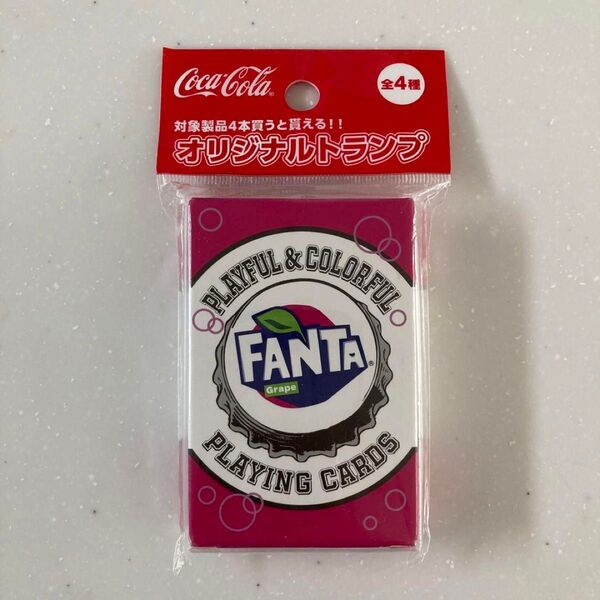 Coca-Cola®
全4種
対象製品4本買うと貰える!!
オリジナルトランプ
PLAYFUL & COLORFUL
FANTA®
Grape
PLAYING CARDS